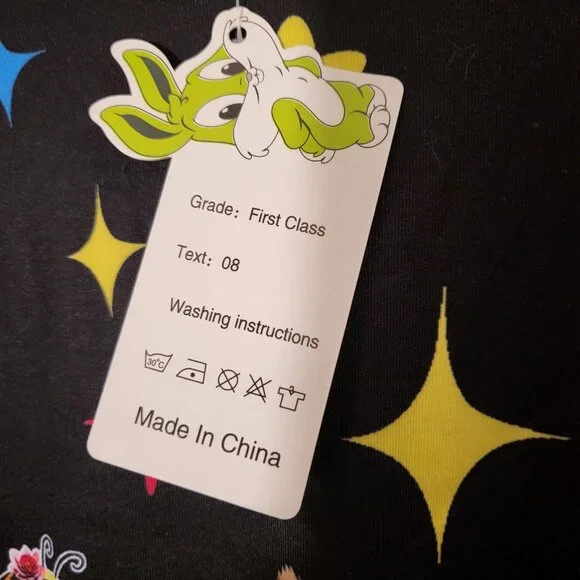 Grade: First Class
Text: 08
Washing instructions
30°C
Made In China